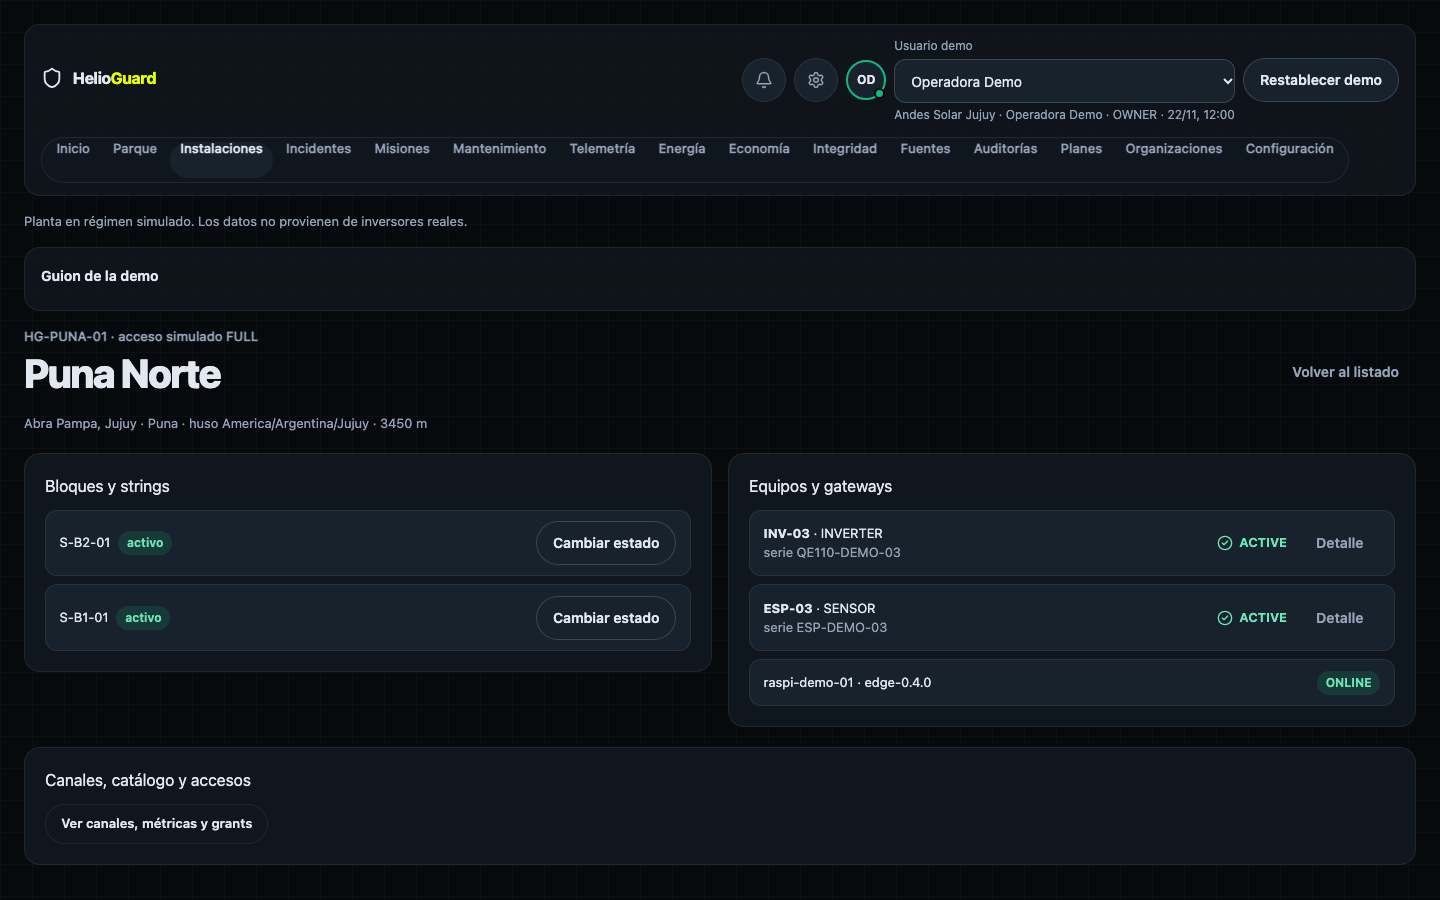 HelioGuard
OD
Usuario demo
Operadora Demo
Restablecer demo
Andes Solar Jujuy · Operadora Demo · OWNER · 22/11, 12:00
Inicio Parque Instalaciones Incidentes Misiones Mantenimiento Telemetría Energía Economía Integridad Fuentes Auditorías Planes Organizaciones Configuración
Planta en régimen simulado. Los datos no provienen de inversores reales.
Guion de la demo
HG-PUNA-01 · acceso simulado FULL
Puna Norte
Volver al listado
Abra Pampa, Jujuy · Puna · huso America/Argentina/Jujuy · 3450 m
Bloques y strings
S-B2-01 activo Cambiar estado
S-B1-01 activo Cambiar estado
Equipos y gateways
INV-03 · INVERTER
serie QE110-DEMO-03
ACTIVE Detalle
ESP-03 · SENSOR
serie ESP-DEMO-03
ACTIVE Detalle
raspi-demo-01 · edge-0.4.0 ONLINE
Canales, catálogo y accesos
Ver canales, métricas y grants